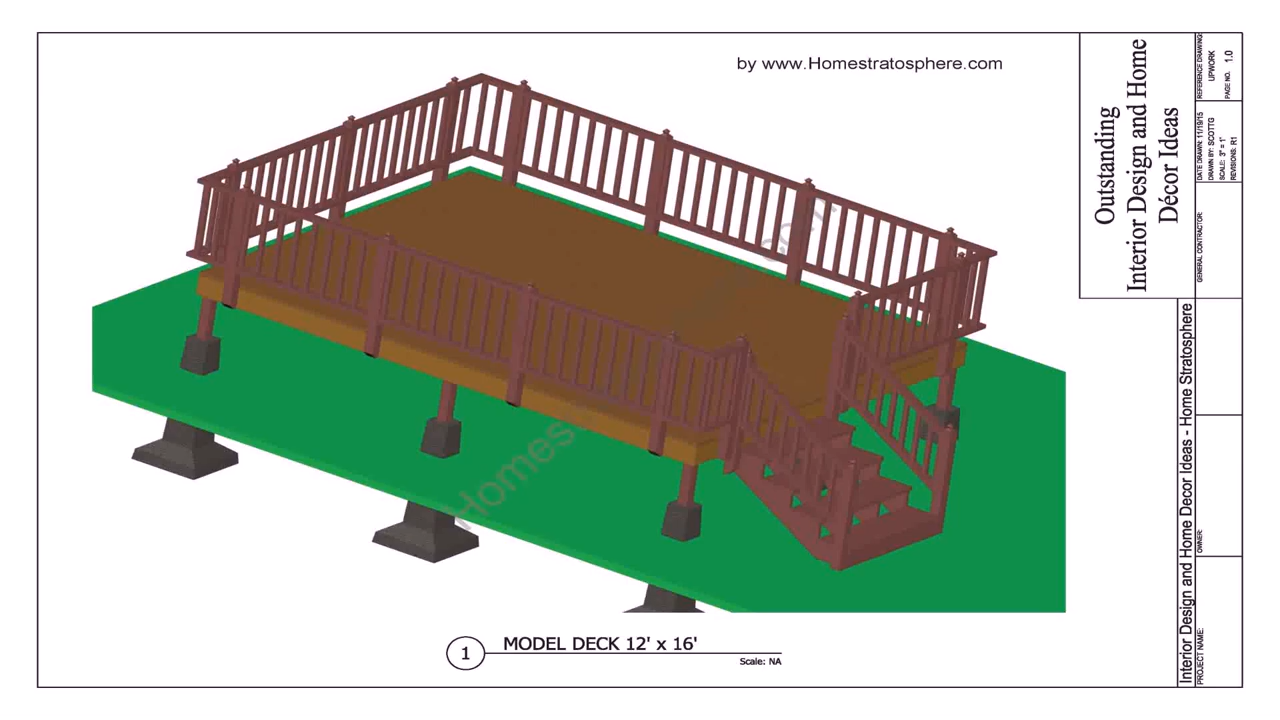 by www.Homestratosphere.com
Outstanding
Interior Design and Home
Décor Ideas
REFERENCE DRAWING:
UPWORK
PAGE NO. 1.0
DATE DRAWN: 11/19/15
DRAWN BY: SCOTTG
SCALE: 3" = 1'
REVISIONS: R1
GENERAL CONTRACTOR:
OWNER:
Interior Design and Home Decor Ideas - Home Stratosphere
PROJECT NAME:
1
MODEL DECK 12' x 16'
Scale: NA